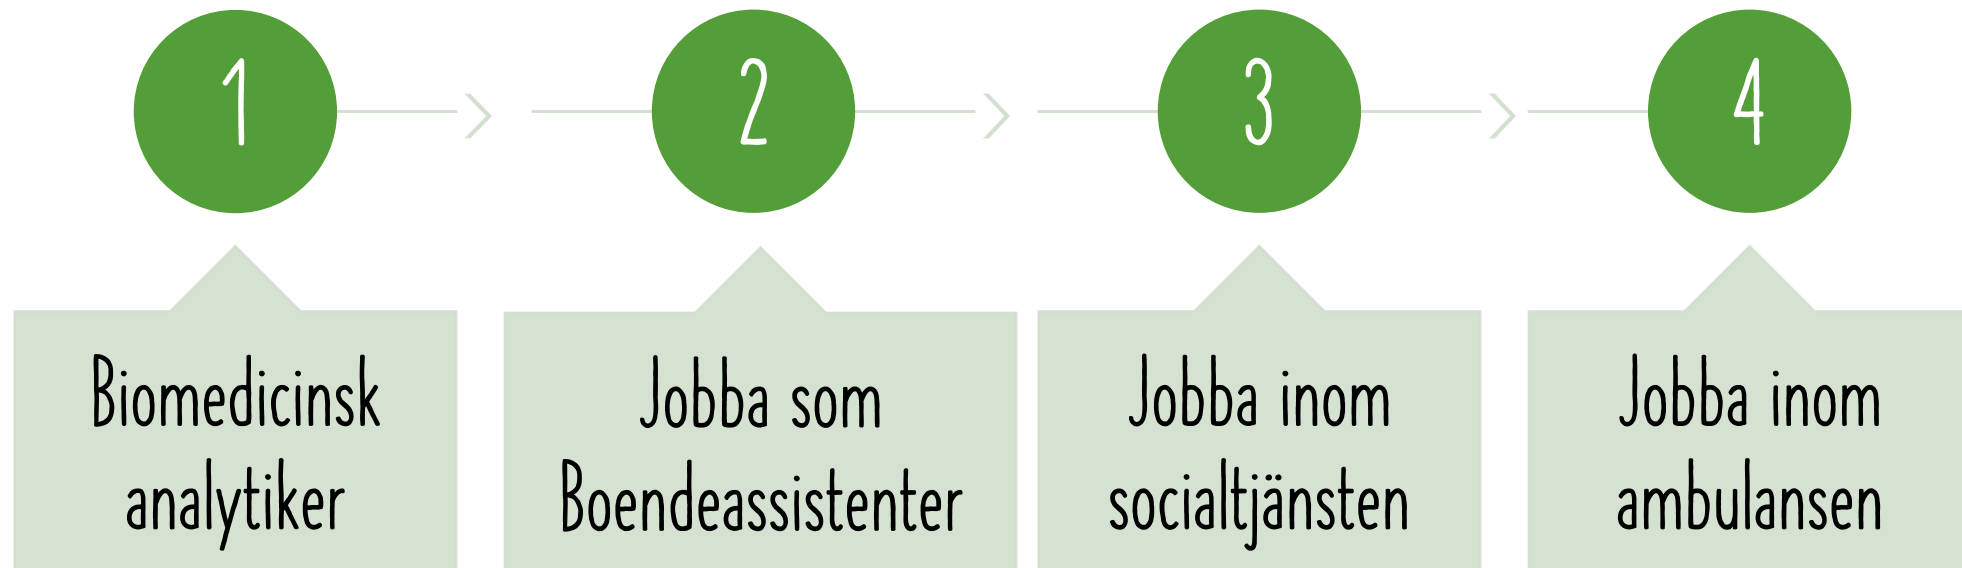 1
2
3
4
Biomedicinsk
analytiker
Jobba som
Boendeassistenter
Jobba inom
socialtjänsten
Jobba inom
ambulansen